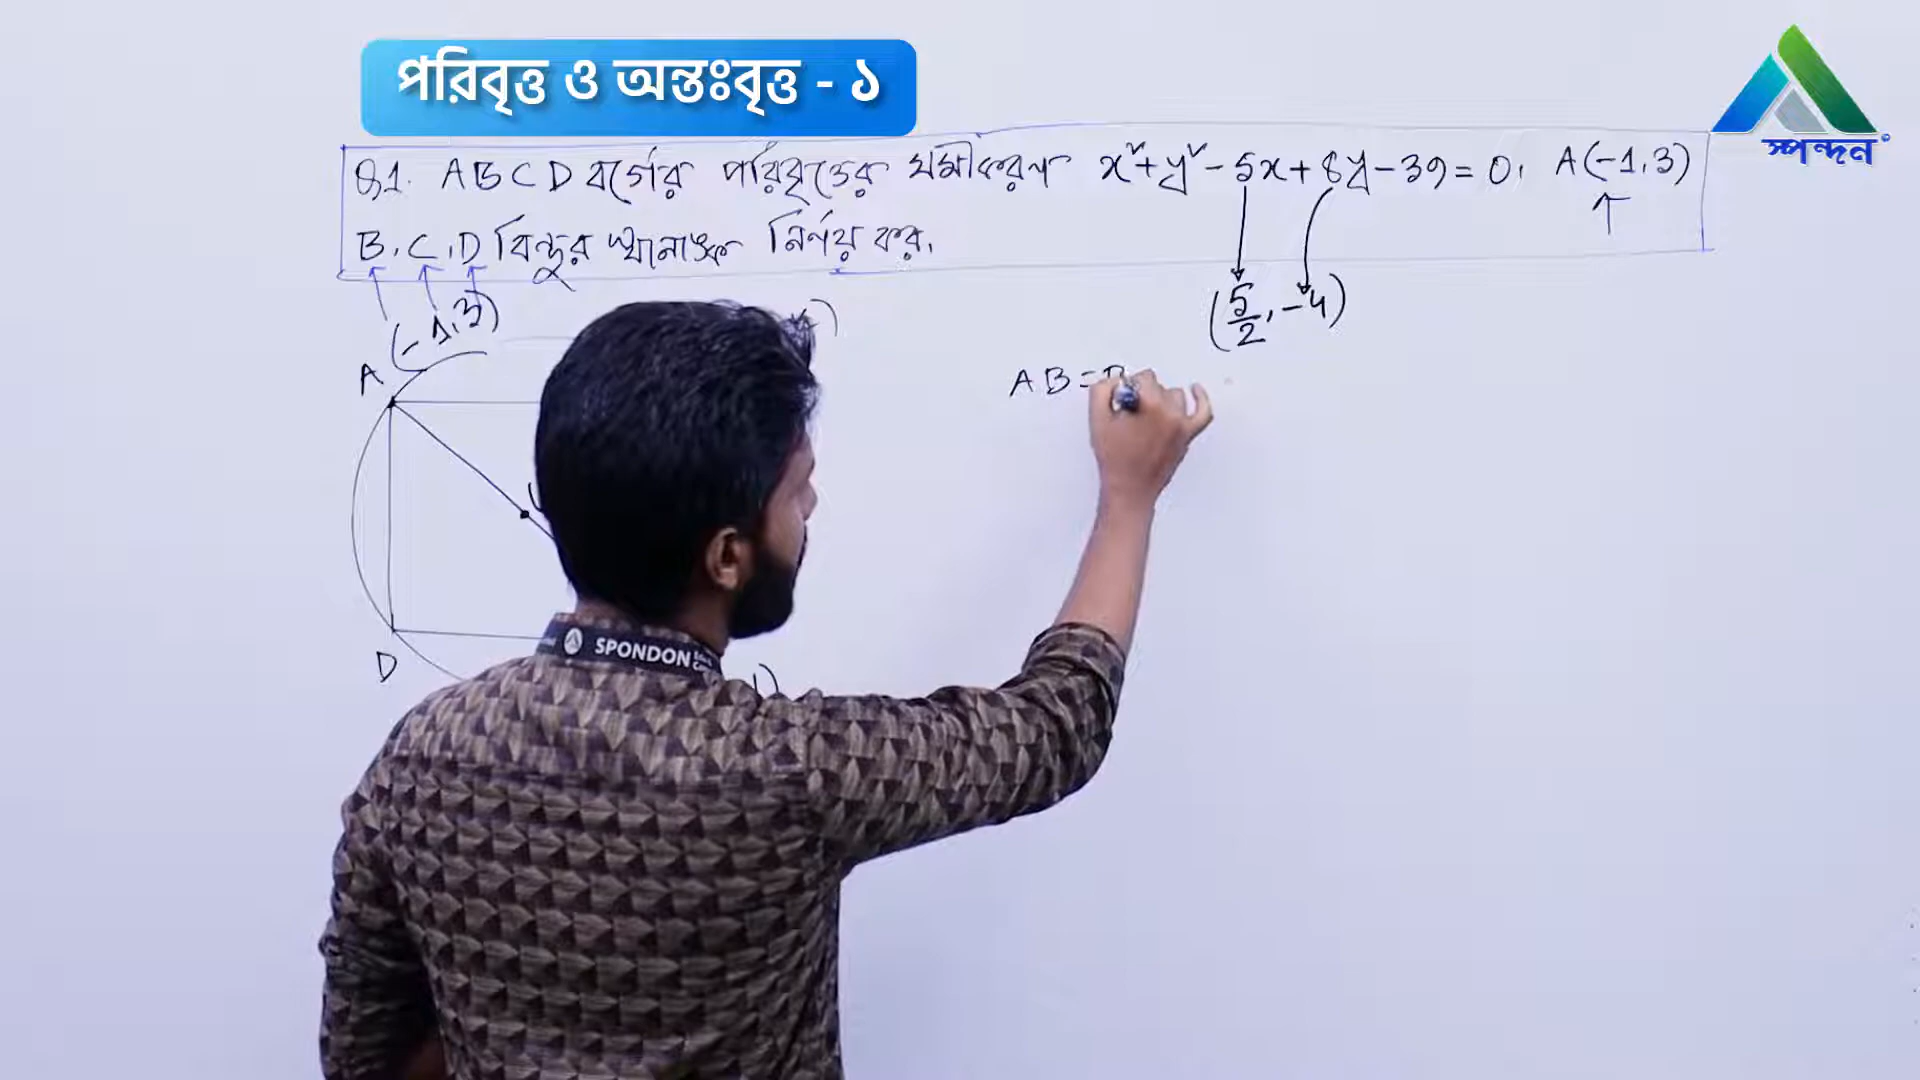 পরিবৃত্ত ও অন্তঃবৃত্ত - ১
স্পন্দন
Q1. ABCD বর্গের পরিবৃত্তের সমীকরণ x²+y²-5x+8y-39=0, A(-1,3)
B, C, D বিন্দুর স্থানাঙ্ক নির্ণয় কর,
(5/2, -4)
A (-1,3)
AB =
D
SPONDON